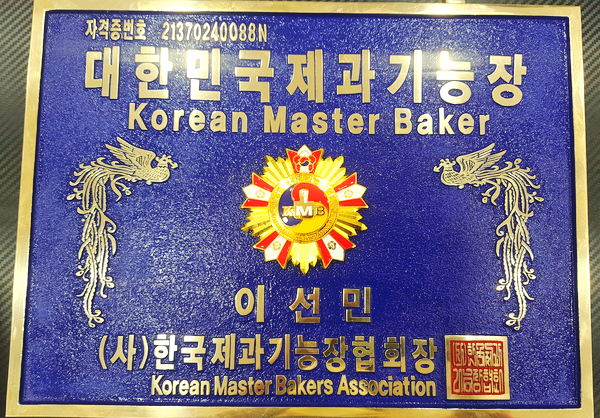 자격증번호 21370240088N
대한민국제과기능장
Korean Master Baker
KMB
이선민
(사)한국제과기능장협회장
Korean Master Bakers Association